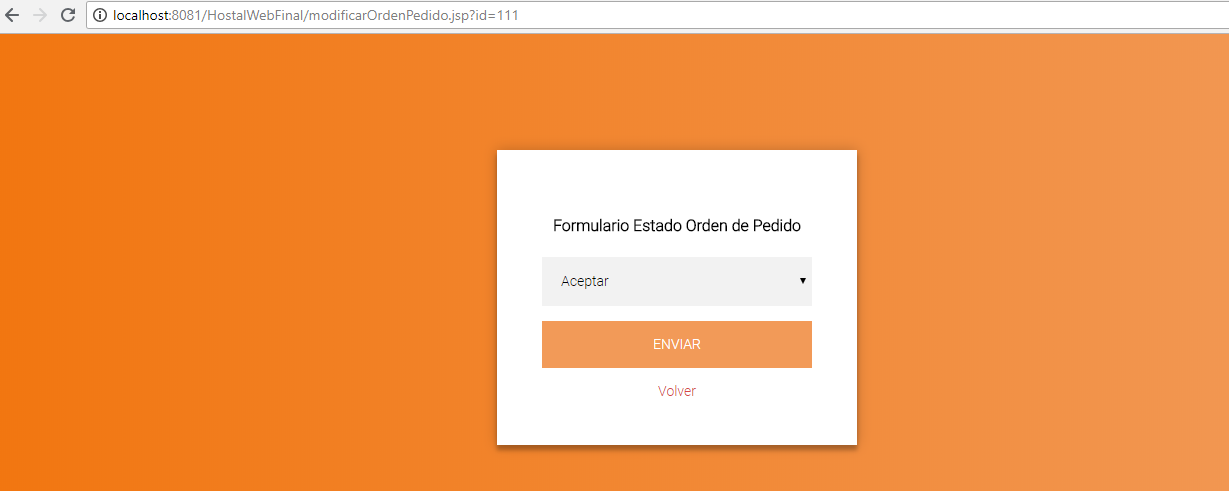 localhost:8081/HostalWebFinal/modificarOrdenPedido.jsp?id=111
Formulario Estado Orden de Pedido
Aceptar
ENVIAR
Volver